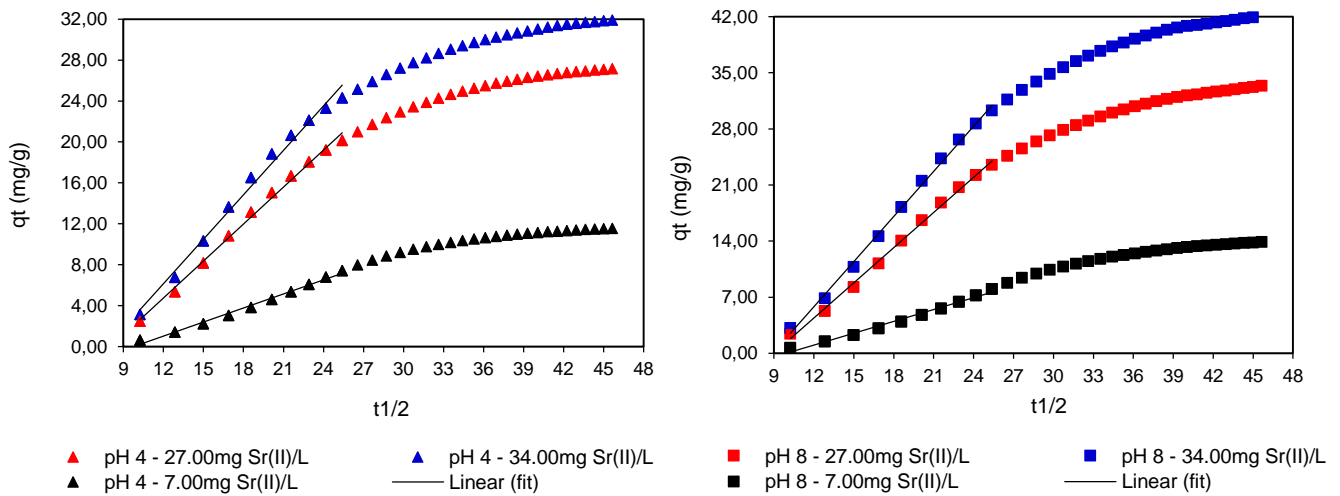 32,00
28,00
24,00
20,00
16,00
12,00
8,00
4,00
0,00
qt (mg/g)
9 12 15 18 21 24 27 30 33 36 39 42 45 48
t1/2
pH 4 - 27.00mg Sr(II)/L
pH 4 - 34.00mg Sr(II)/L
pH 4 - 7.00mg Sr(II)/L
Linear (fit)
42,00
35,00
28,00
21,00
14,00
7,00
0,00
qt (mg/g)
9 12 15 18 21 24 27 30 33 36 39 42 45 48
t1/2
pH 8 - 27.00mg Sr(II)/L
pH 8 - 34.00mg Sr(II)/L
pH 8 - 7.00mg Sr(II)/L
Linear (fit)